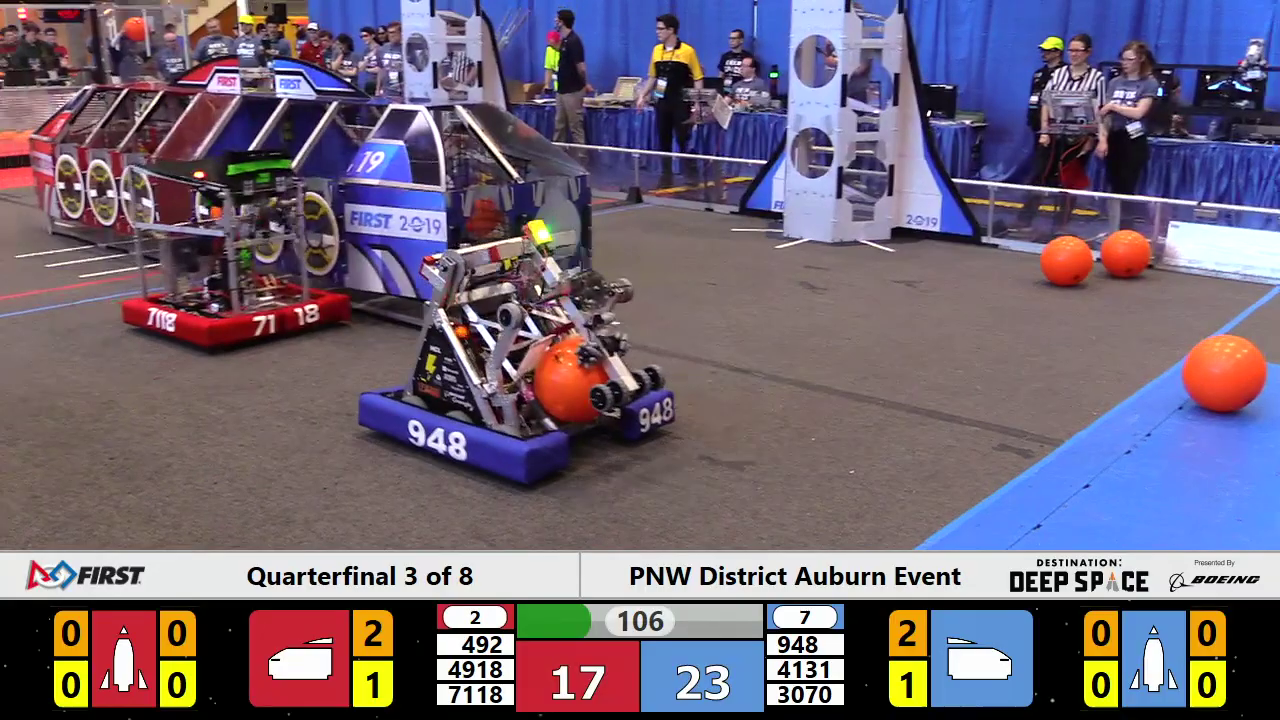 FIRST
FIRST
.19
FIRST 2019
2019
7118
71 18
948
948
FIRST
Quarterfinal 3 of 8
PNW District Auburn Event
DESTINATION:
DEEP SPACE
Presented By
BOEING
0 0 2 2 106 7 2 0 0
492 948
4918 4131
7118 3070
0 0 1 17 23 1 0 0